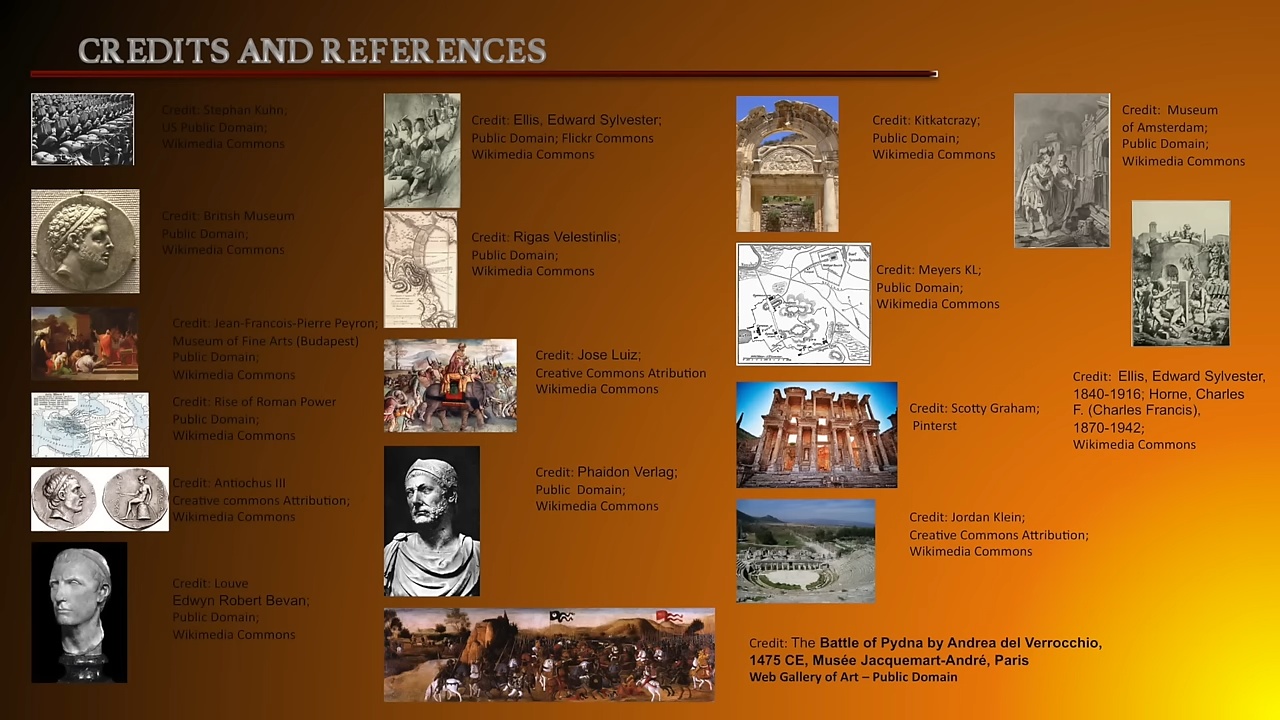 CREDITS AND REFERENCES
Credit: Stephan Kuhn;
US Public Domain;
Wikimedia Commons
Credit: British Museum
Public Domain;
Wikimedia Commons
Credit: Jean-Francois-Pierre Peyron;
Museum of Fine Arts (Budapest)
Public Domain;
Wikimedia Commons
Credit: Rise of Roman Power
Public Domain;
Wikimedia Commons
Credit: Antiochus III
Creative commons Attribution;
Wikimedia Commons
Credit: Louve
Edwyn Robert Bevan;
Public Domain;
Wikimedia Commons
Credit: Ellis, Edward Sylvester;
Public Domain; Flickr Commons
Wikimedia Commons
Credit: Rigas Velestinlis;
Public Domain;
Wikimedia Commons
Credit: Jose Luiz;
Creative Commons Atribution
Wikimedia Commons
Credit: Phaidon Verlag;
Public Domain;
Wikimedia Commons
Credit: Kitkatcrazy;
Public Domain;
Wikimedia Commons
Credit: Meyers KL;
Public Domain;
Wikimedia Commons
Credit: Scotty Graham;
Pinterst
Credit: Jordan Klein;
Creative Commons Attribution;
Wikimedia Commons
Credit: The Battle of Pydna by Andrea del Verrocchio,
1475 CE, Musée Jacquemart-André, Paris
Web Gallery of Art – Public Domain
Credit: Museum
of Amsterdam;
Public Domain;
Wikimedia Commons
Credit: Ellis, Edward Sylvester,
1840-1916; Horne, Charles
F. (Charles Francis),
1870-1942;
Wikimedia Commons